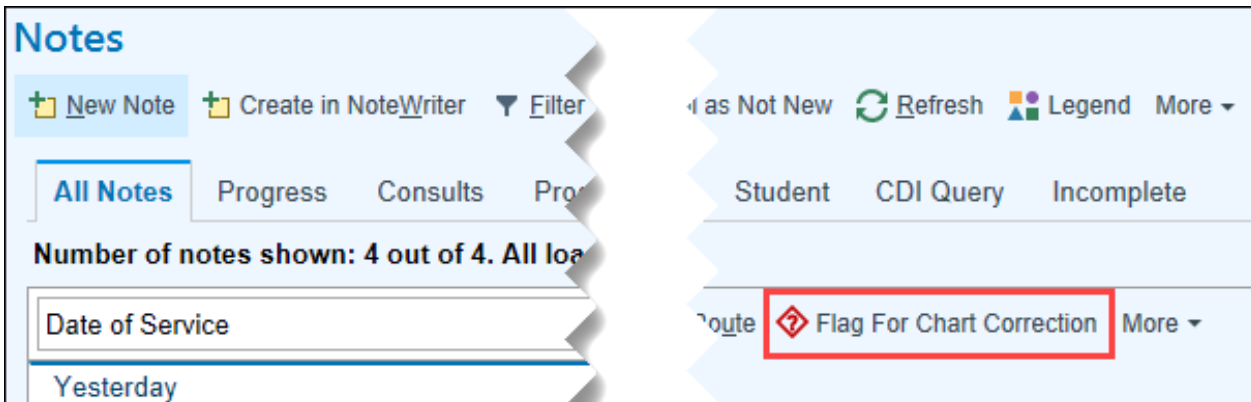 Notes
New Note Create in NoteWriter Filter as Not New Refresh Legend More
All Notes Progress Consults Student CDI Query Incomplete
Number of notes shown: 4 out of 4. All
Date of Service Flag For Chart Correction More
Yesterday